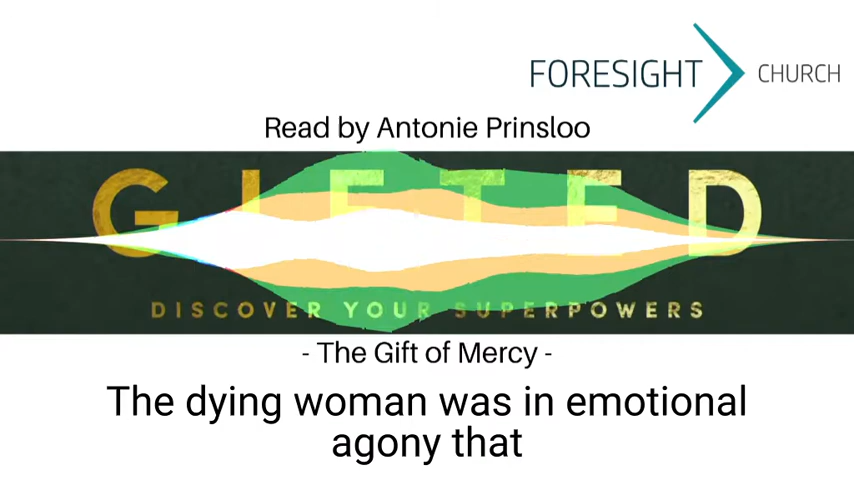 FORESIGHT CHURCH
Read by Antonie Prinsloo
GIFTED
DISCOVER YOUR SUPERPOWERS
- The Gift of Mercy -
The dying woman was in emotional
agony that